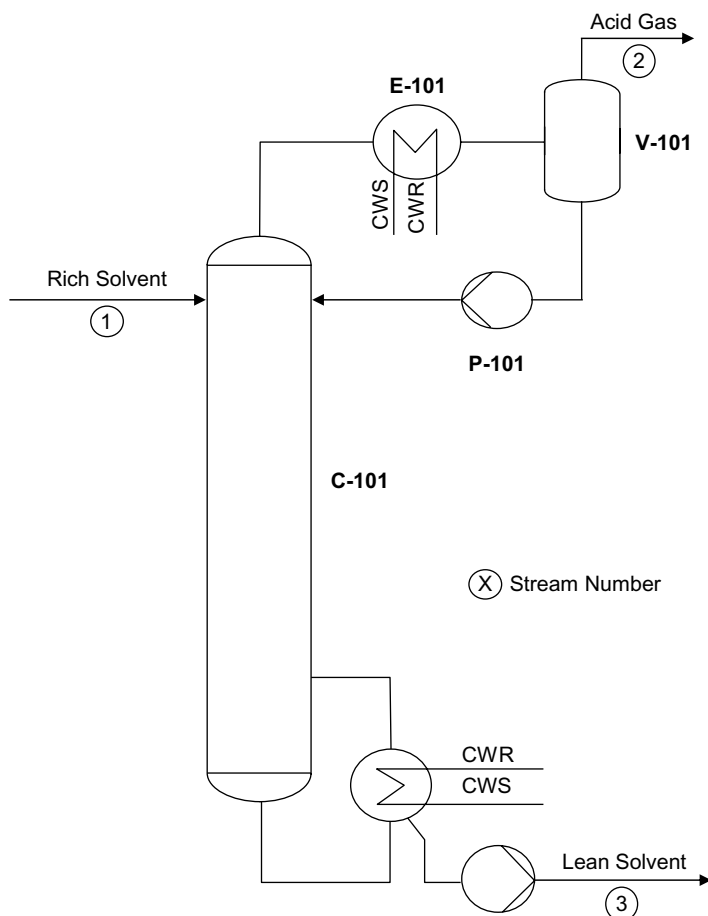 Acid Gas
2
E-101
V-101
CWS
CWR
Rich Solvent
1
P-101
C-101
X Stream Number
CWR
CWS
Lean Solvent
3